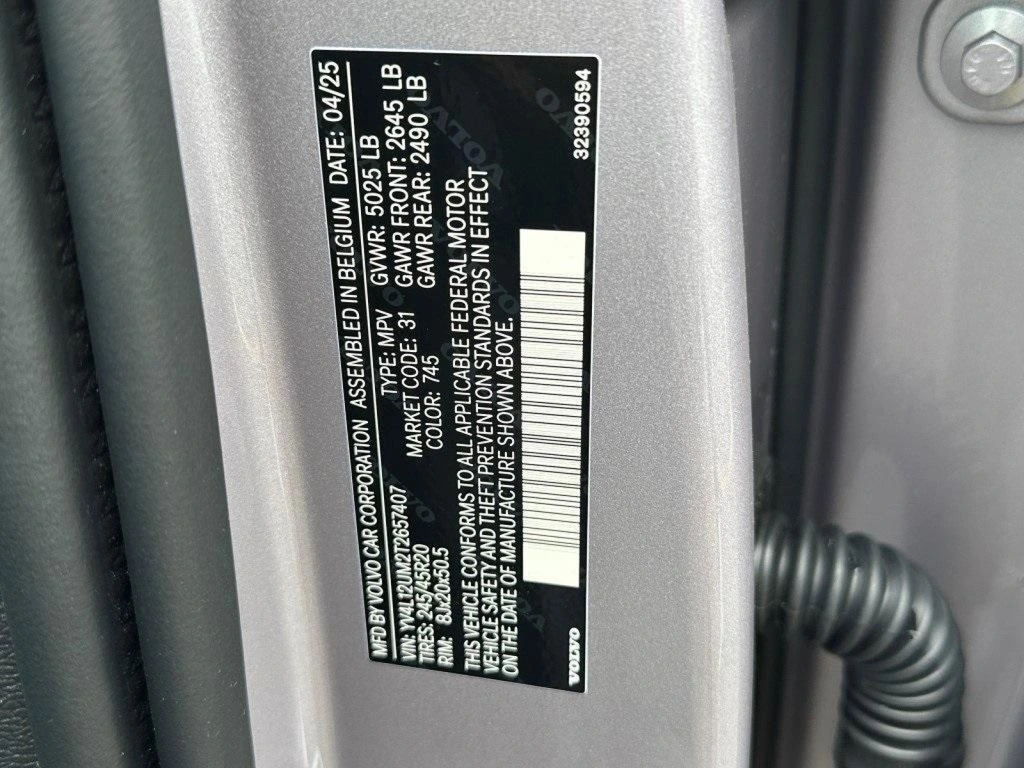 MFD BY VOLVO CAR CORPORATION ASSEMBLED IN BELGIUM DATE: 04/25
VIN: YV4L12UM2T2657407 TYPE: MPV GVWR: 5025 LB
TIRES: 245/45R20 MARKET CODE: 31 GAWR FRONT: 2645 LB
RIM: 8Jx20x50.5 COLOR: 745 GAWR REAR: 2490 LB
THIS VEHICLE CONFORMS TO ALL APPLICABLE FEDERAL MOTOR
VEHICLE SAFETY AND THEFT PREVENTION STANDARDS IN EFFECT
ON THE DATE OF MANUFACTURE SHOWN ABOVE.
VOLVO 32390594